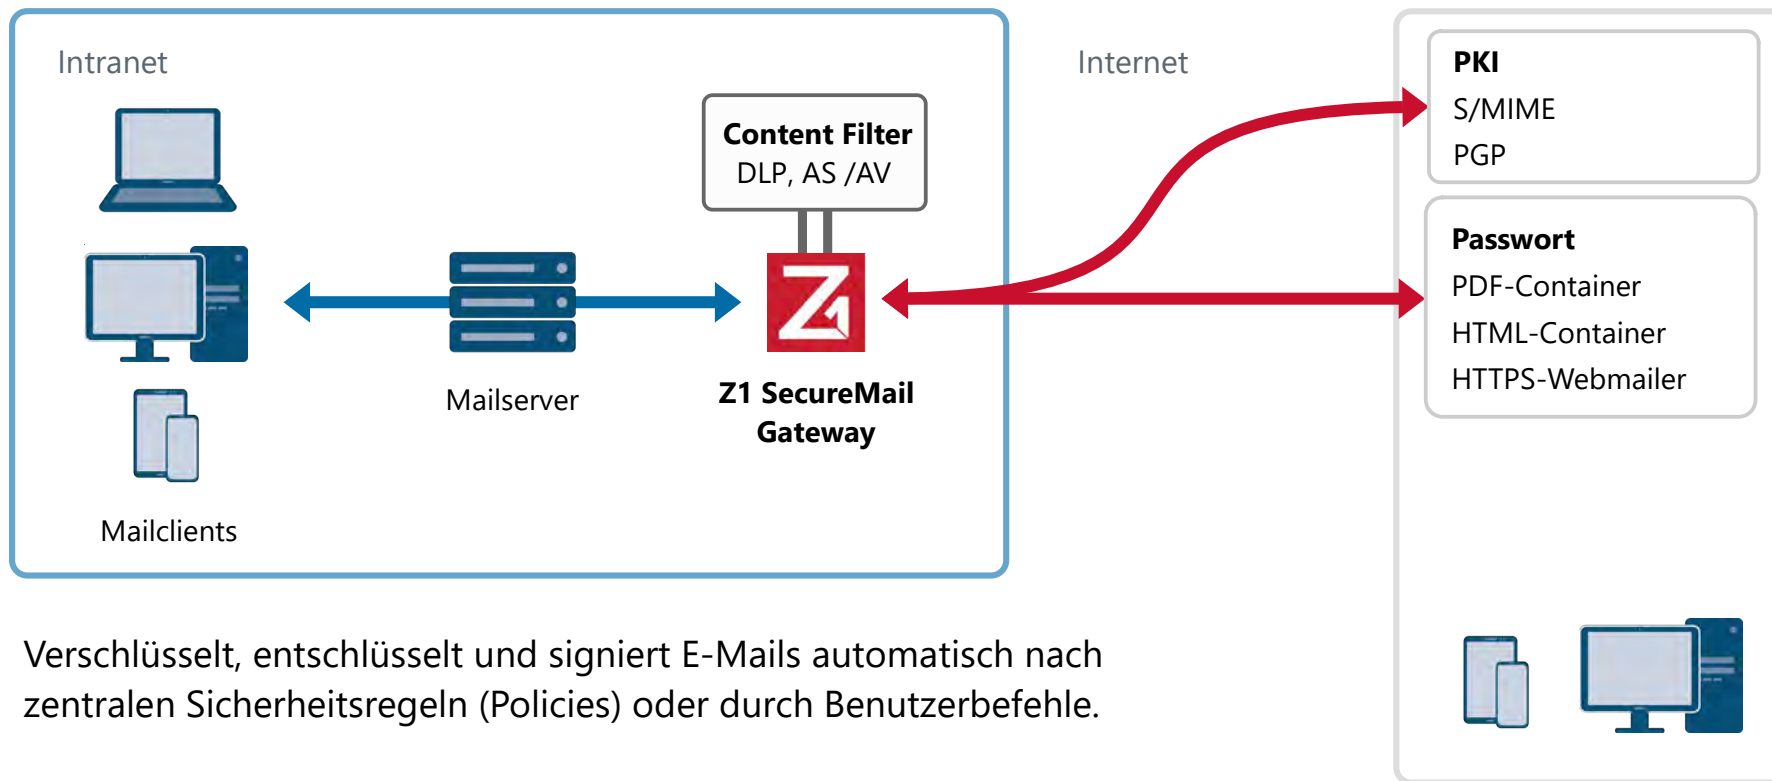 Intranet
Internet
Content Filter
DLP, AS /AV
Z1
Mailserver
Z1 SecureMail
Gateway
Mailclients
PKI
S/MIME
PGP
Passwort
PDF-Container
HTML-Container
HTTPS-Webmailer
Verschlüsselt, entschlüsselt und signiert E-Mails automatisch nach
zentralen Sicherheitsregeln (Policies) oder durch Benutzerbefehle.